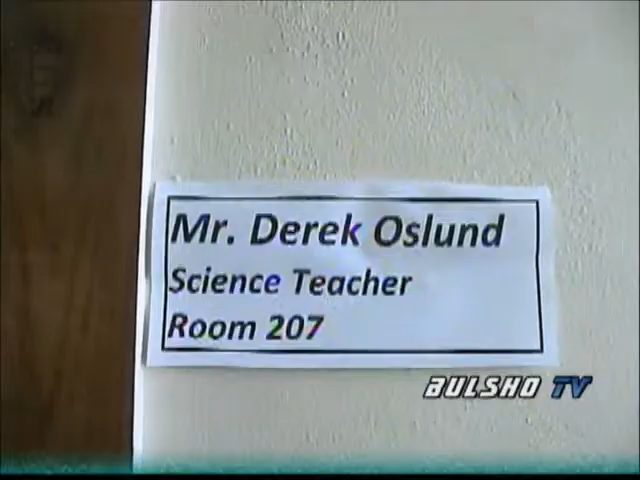 Mr. Derek Oslund
Science Teacher
Room 207
BULSHO TV